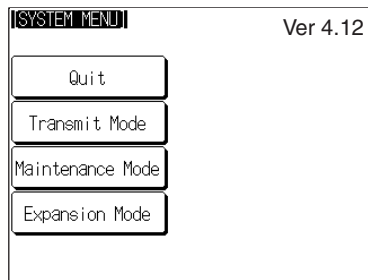 [SYSTEM MENU]
Ver 4.12
Quit
Transmit Mode
Maintenance Mode
Expansion Mode